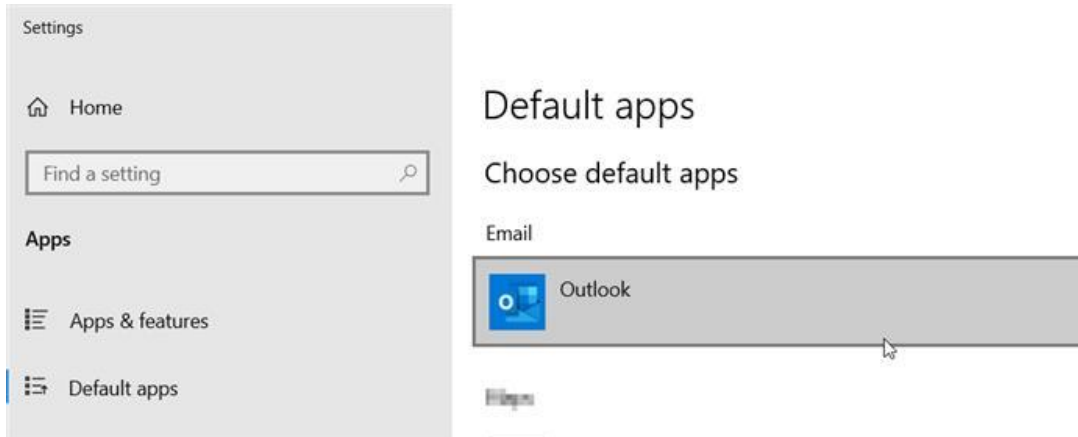 Settings
Home
Find a setting
Apps
Apps & features
Default apps
Default apps
Choose default apps
Email
Outlook